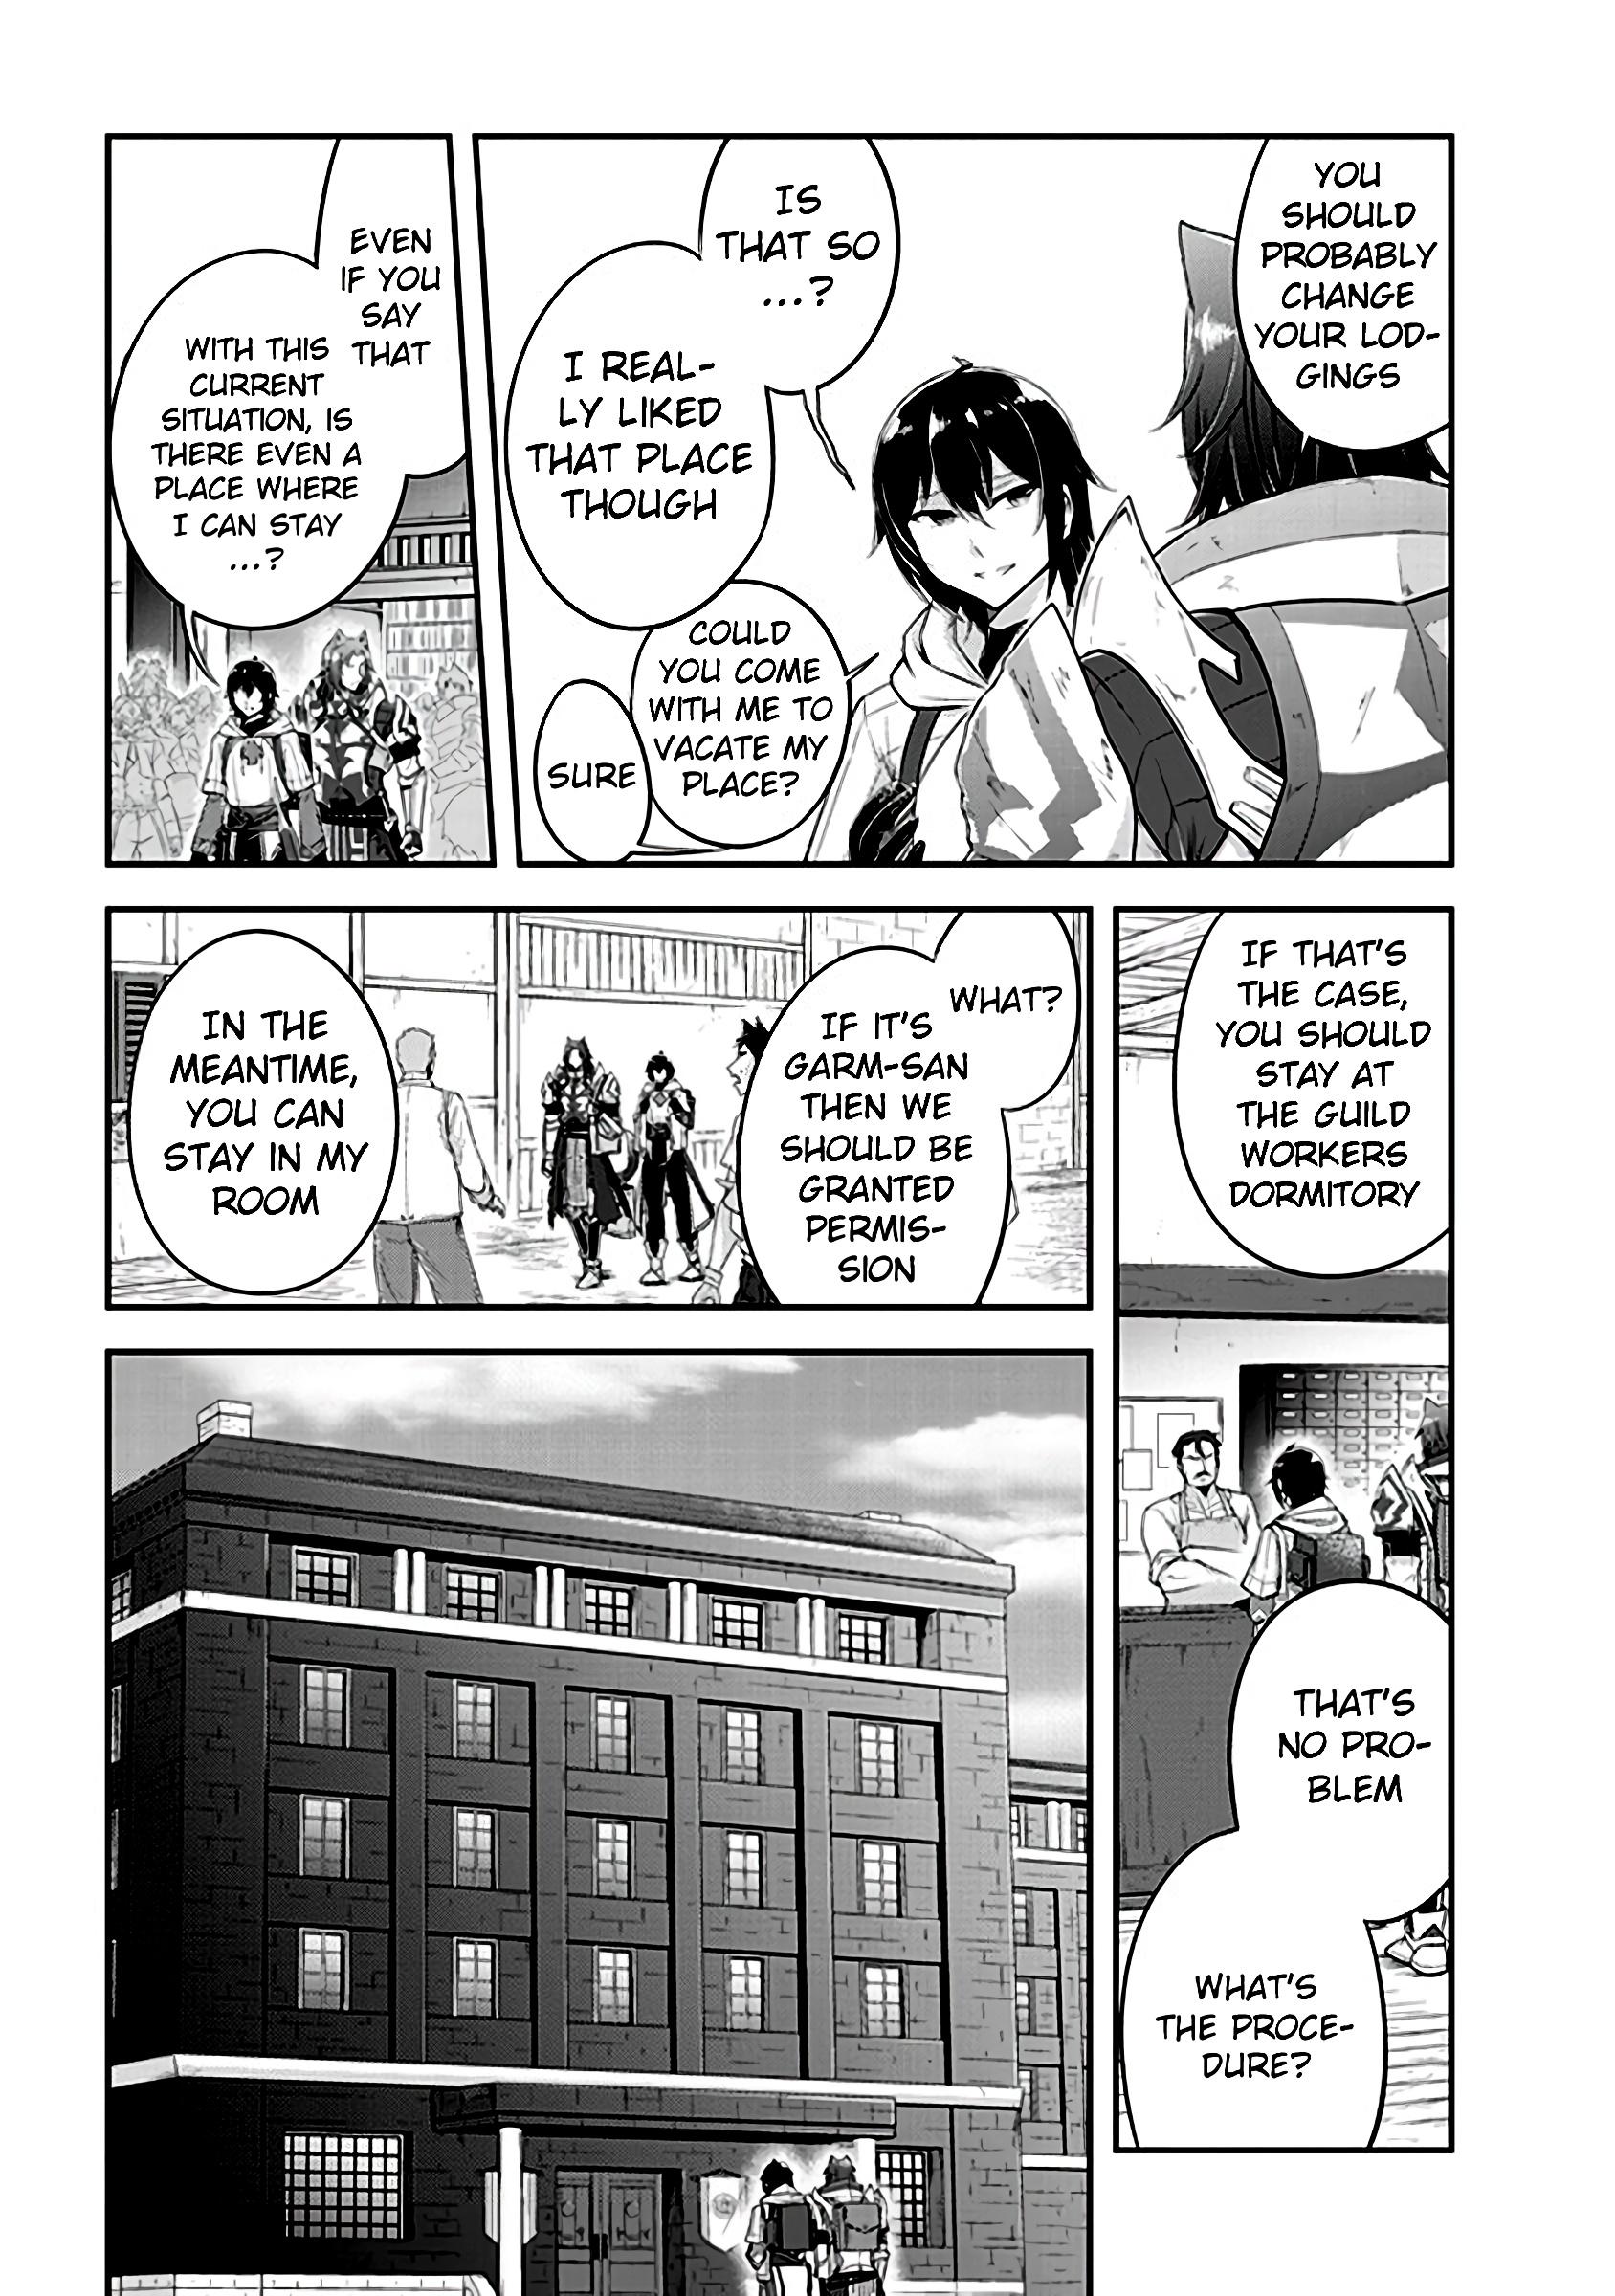 YOU
SHOULD
PROBABLY
CHANGE
YOUR LOD-
GINGS
IS
THAT SO
...?
I REAL-
LY LIKED
THAT PLACE
THOUGH
COULD
YOU COME
WITH ME TO
VACATE MY
PLACE?
SURE
EVEN
IF YOU
SAY
THAT
WITH THIS
CURRENT
SITUATION, IS
THERE EVEN A
PLACE WHERE
I CAN STAY
...?
IF THAT'S
THE CASE,
YOU SHOULD
STAY AT
THE GUILD
WORKERS
DORMITORY
THAT'S
NO PRO-
BLEM
WHAT'S
THE PROCE-
DURE?
WHAT?
IF IT'S
GARM-SAN
THEN WE
SHOULD BE
GRANTED
PERMIS-
SION
IN THE
MEANTIME,
YOU CAN
STAY IN MY
ROOM